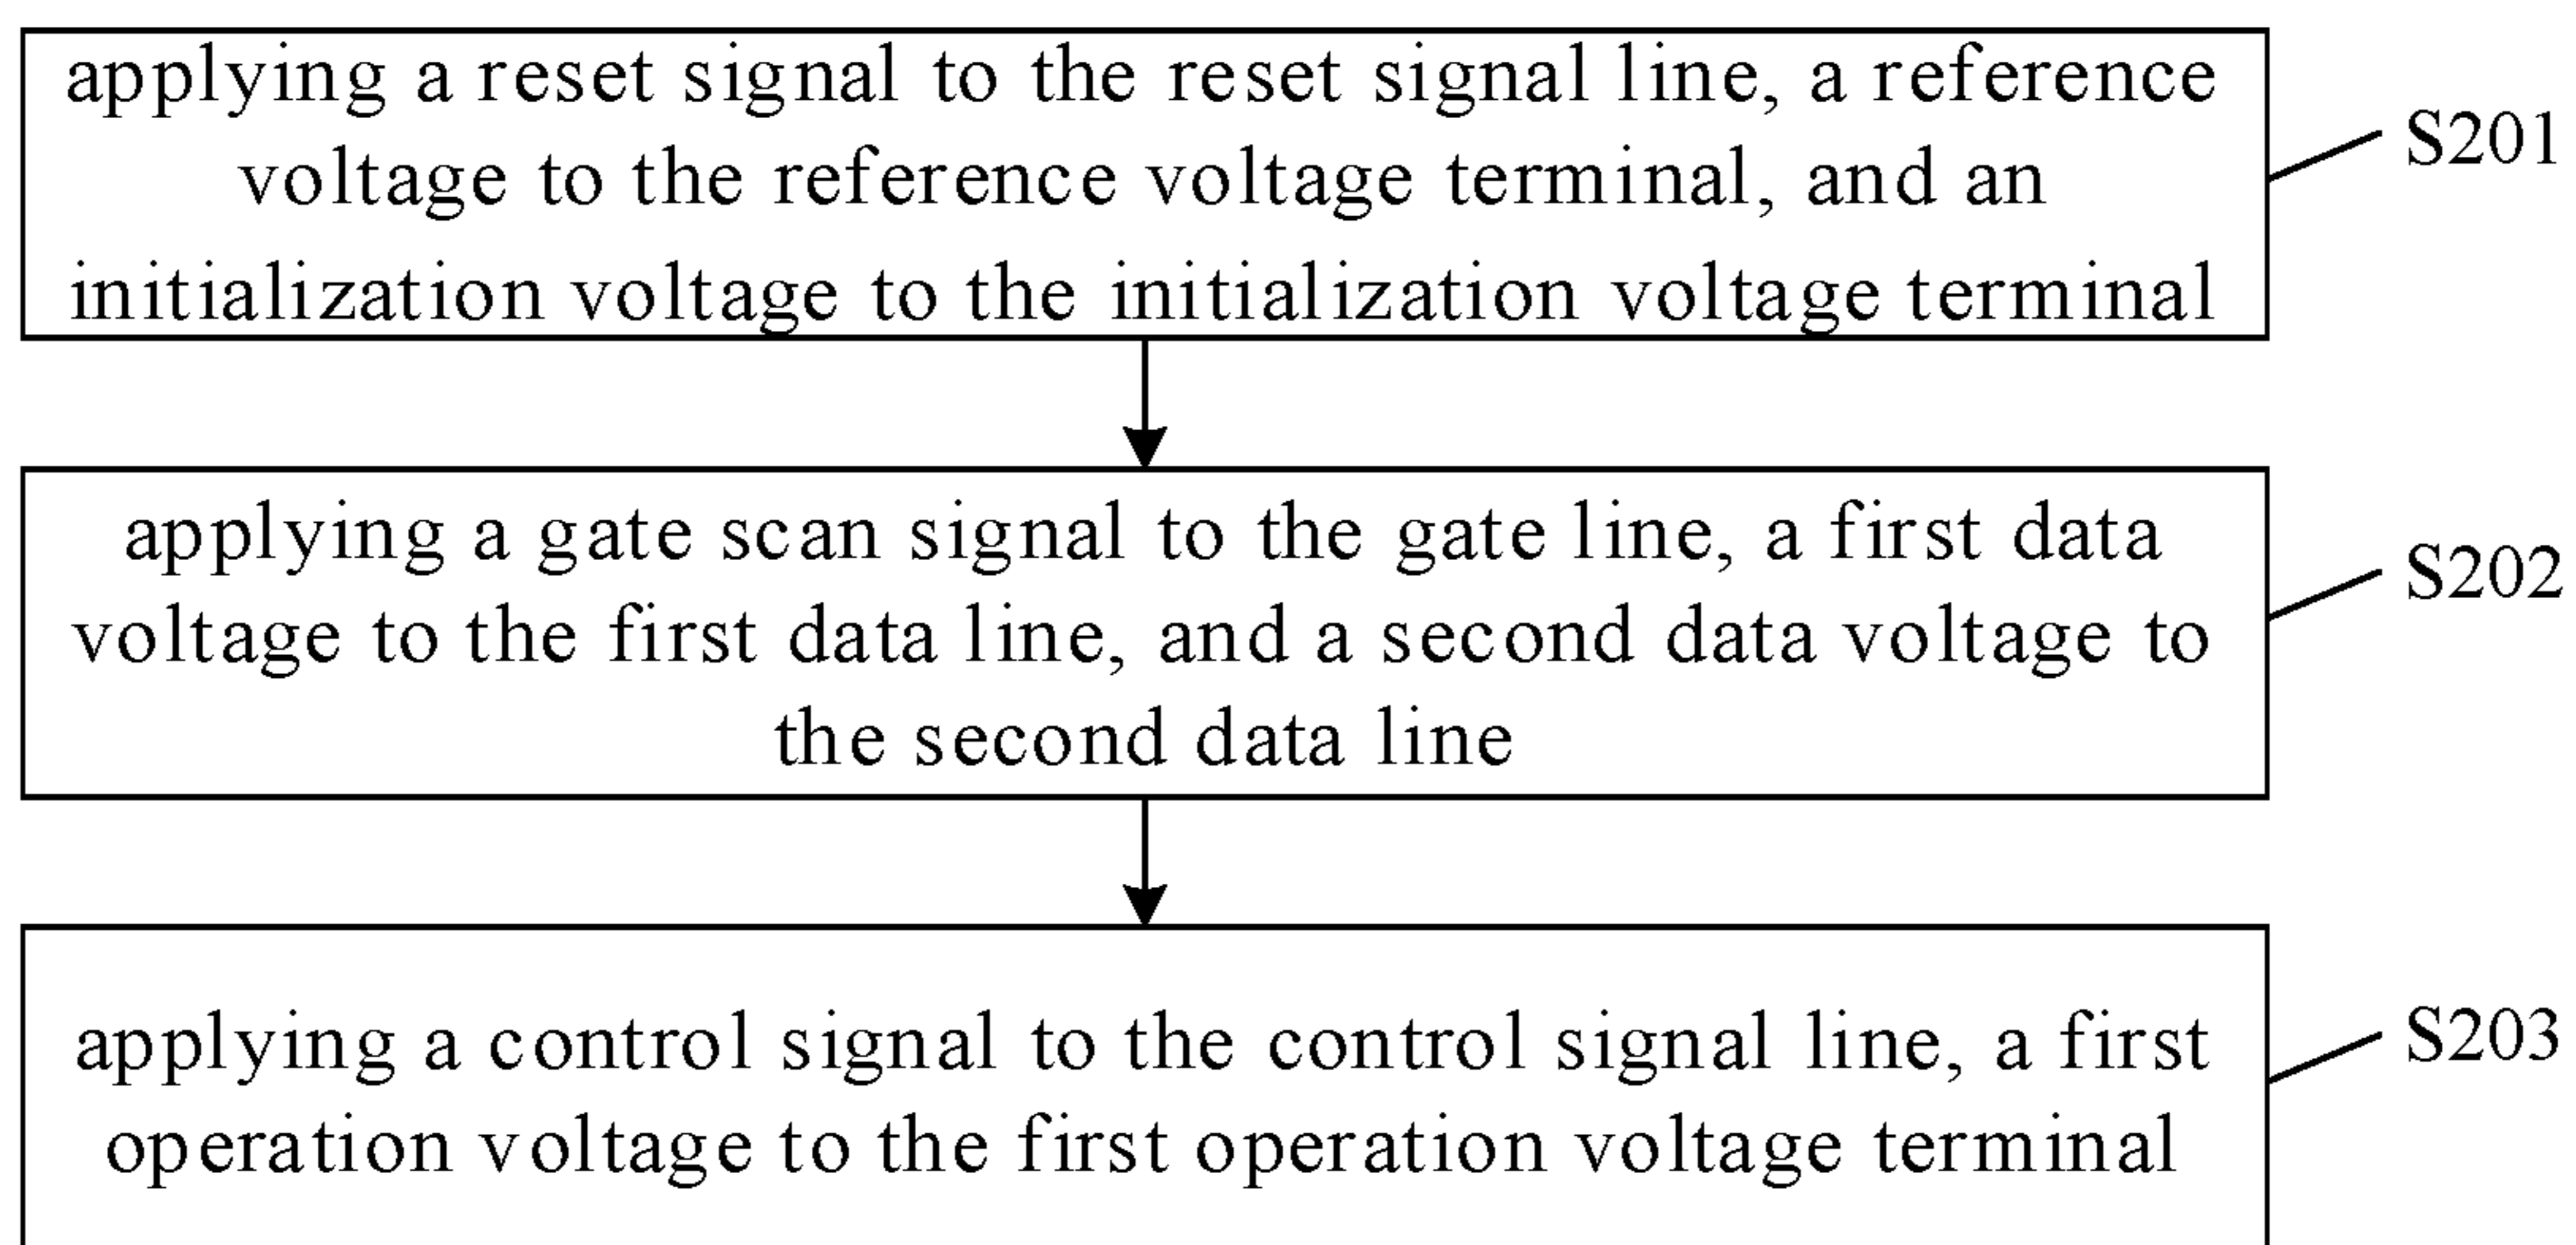 applying a reset signal to the reset signal line, a reference
voltage to the reference voltage terminal, and an
initialization voltage to the initialization voltage terminal
S201
applying a gate scan signal to the gate line, a first data
voltage to the first data line, and a second data voltage to
the second data line
S202
applying a control signal to the control signal line, a first
operation voltage to the first operation voltage terminal
S203